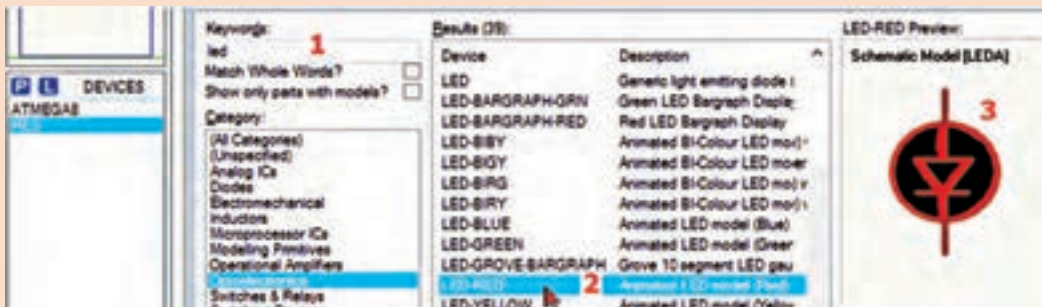 P L DEVICES
ATMEGA8
Keywords:
led
1
Match Whole Words?
Show only parts with models?
Category:
(All Categories)
(Unspecified)
Analog ICs
Diodes
Electromechanical
Inductors
Microprocessor ICs
Modelling Primitives
Operational Amplifiers
Optoelectronics
Switches & Relays
Results (39):
Device Description
LED Generic light emitting diode
LED-BARGRAPH-GRN Green LED Bargraph Display
LED-BARGRAPH-RED Red LED Bargraph Display
LED-BIBY Animated BI-Colour LED
LED-BIGY Animated BI-Colour LED
LED-BIRG Animated BI-Colour LED
LED-BIRY Animated BI-Colour LED
LED-BLUE Animated LED model (Blue)
LED-GREEN Animated LED model (Green
LED-GROVE-BARGRAPH Grove 10 segment LED gau
LED-RED 2 Animated LED model (Red)
LED-YELLOW Animated LED model (Yellow
LED-RED Preview:
Schematic Model [LEDA]
3